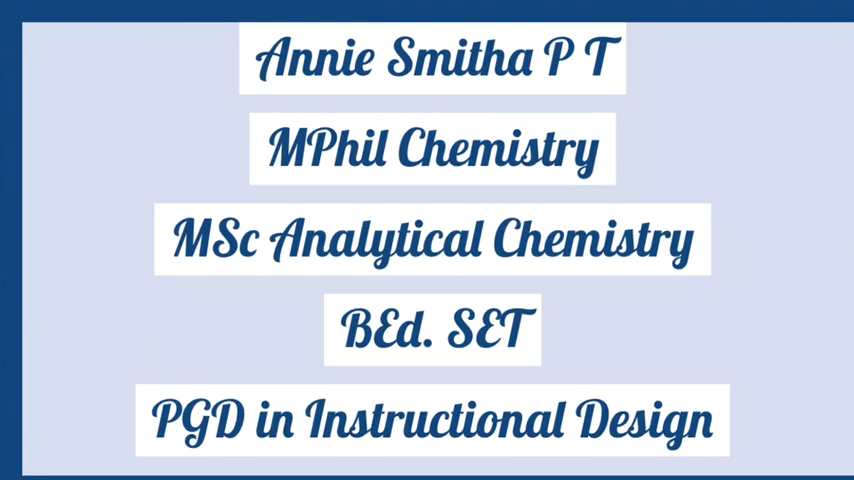 Annie Smitha P T
MPhil Chemistry
MSc Analytical Chemistry
BEd. SET
PGD in Instructional Design